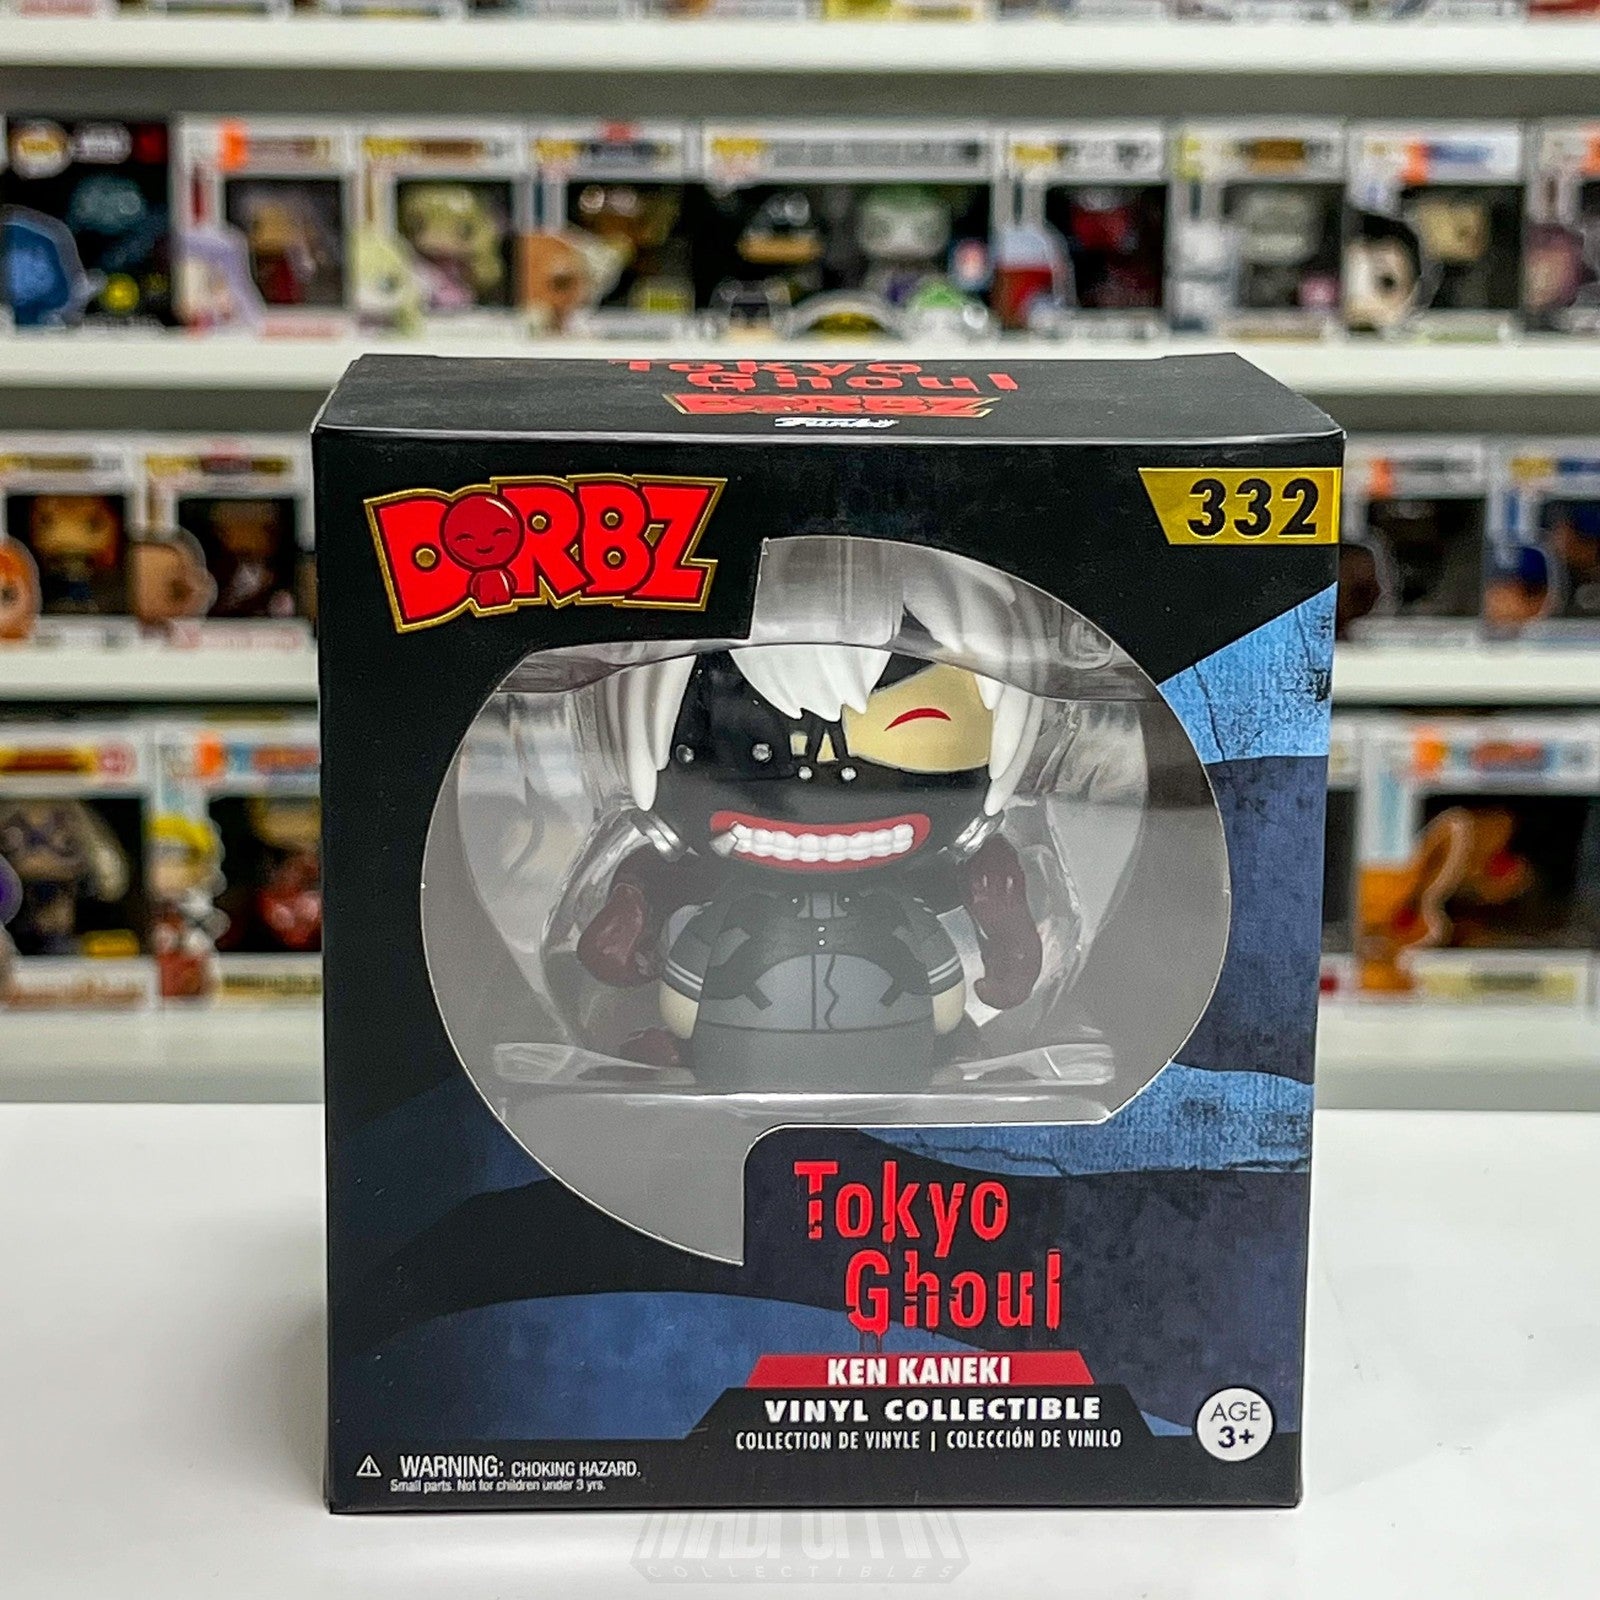 Tokyo
Ghoul
DORBZ
Funko
DORBZ
332
Tokyo
Ghoul
KEN KANEKI
VINYL COLLECTIBLE
COLLECTION DE VINYLE | COLECCIÓN DE VINILO
AGE
3+
WARNING: CHOKING HAZARD.
Small parts. Not for children under 3 yrs.
COLLECTIBLES